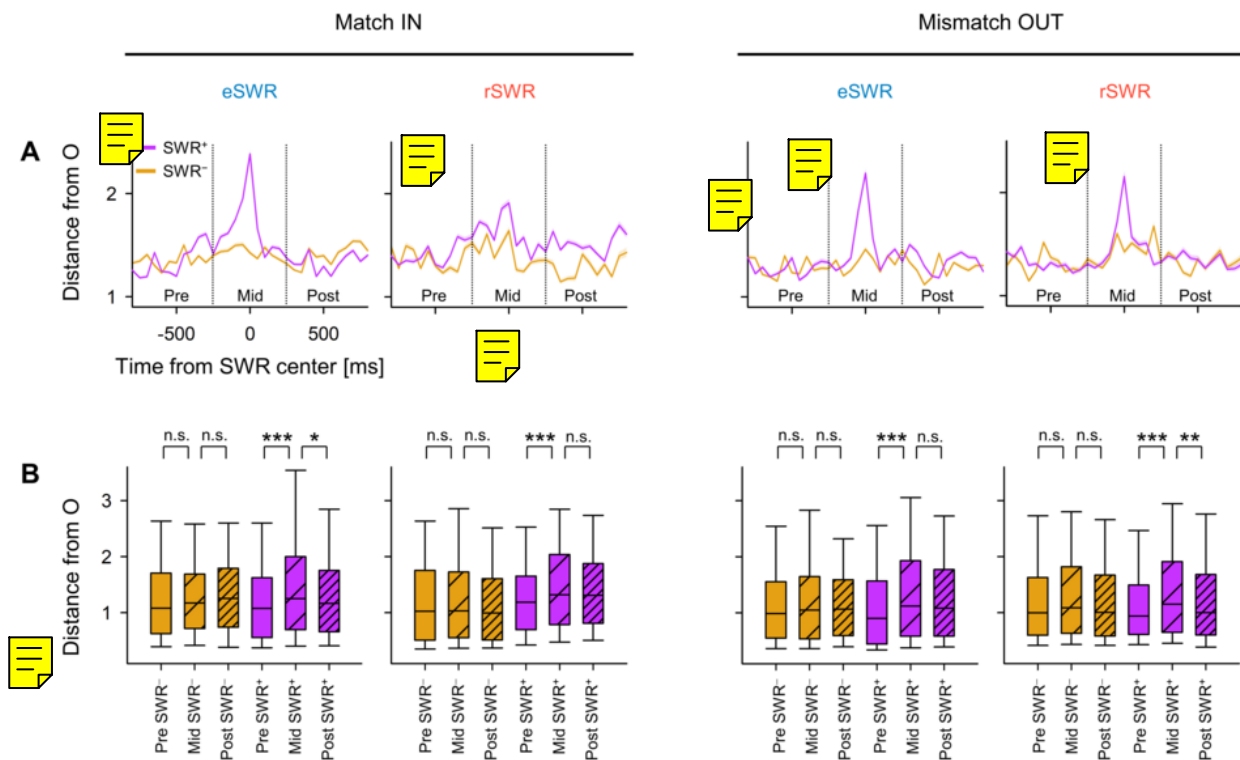 Match IN Mismatch OUT
eSWR rSWR eSWR rSWR
A
Distance from O
SWR⁺
SWR⁻
2
1
Pre Mid Post Pre Mid Post Pre Mid Post Pre Mid Post
-500 0 500
Time from SWR center [ms]
n.s. n.s. *** * n.s. n.s. *** n.s. n.s. n.s. *** n.s. n.s. n.s. *** **
B
Distance from O
3
2
1
Pre SWR⁻ Mid SWR⁻ Post SWR⁻ Pre SWR⁺ Mid SWR⁺ Post SWR⁺ Pre SWR⁻ Mid SWR⁻ Post SWR⁻ Pre SWR⁺ Mid SWR⁺ Post SWR⁺ Pre SWR⁻ Mid SWR⁻ Post SWR⁻ Pre SWR⁺ Mid SWR⁺ Post SWR⁺ Pre SWR⁻ Mid SWR⁻ Post SWR⁻ Pre SWR⁺ Mid SWR⁺ Post SWR⁺